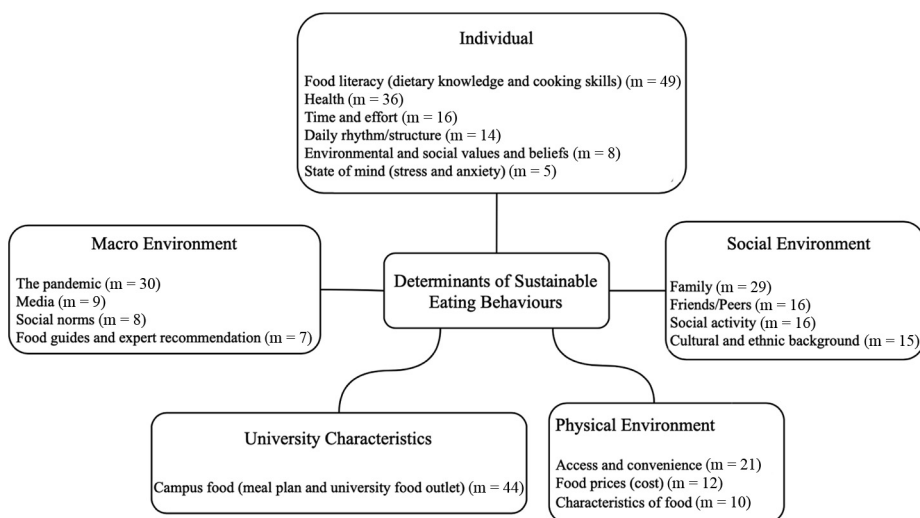 Individual
Food literacy (dietary knowledge and cooking skills) (m = 49)
Health (m = 36)
Time and effort (m = 16)
Daily rhythm/structure (m = 14)
Environmental and social values and beliefs (m = 8)
State of mind (stress and anxiety) (m = 5)
Macro Environment
The pandemic (m = 30)
Media (m = 9)
Social norms (m = 8)
Food guides and expert recommendation (m = 7)
Determinants of Sustainable
Eating Behaviours
Social Environment
Family (m = 29)
Friends/Peers (m = 16)
Social activity (m = 16)
Cultural and ethnic background (m = 15)
University Characteristics
Campus food (meal plan and university food outlet) (m = 44)
Physical Environment
Access and convenience (m = 21)
Food prices (cost) (m = 12)
Characteristics of food (m = 10)